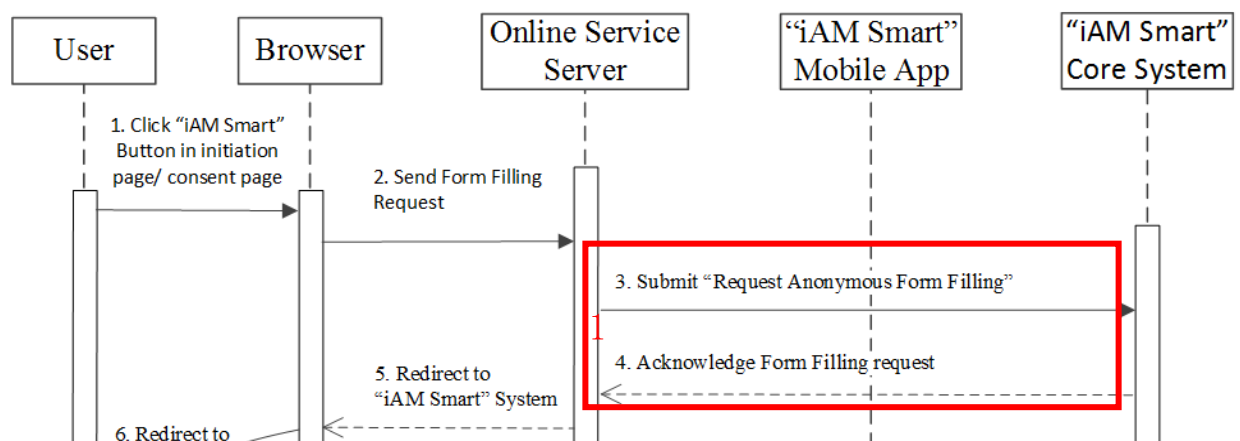 User
Browser
Online Service
Server
“iAM Smart”
Mobile App
“iAM Smart”
Core System
1. Click “iAM Smart”
Button in initiation
page/ consent page
2. Send Form Filling
Request
3. Submit “Request Anonymous Form Filling”
1
4. Acknowledge Form Filling request
5. Redirect to
“iAM Smart” System
6. Redirect to